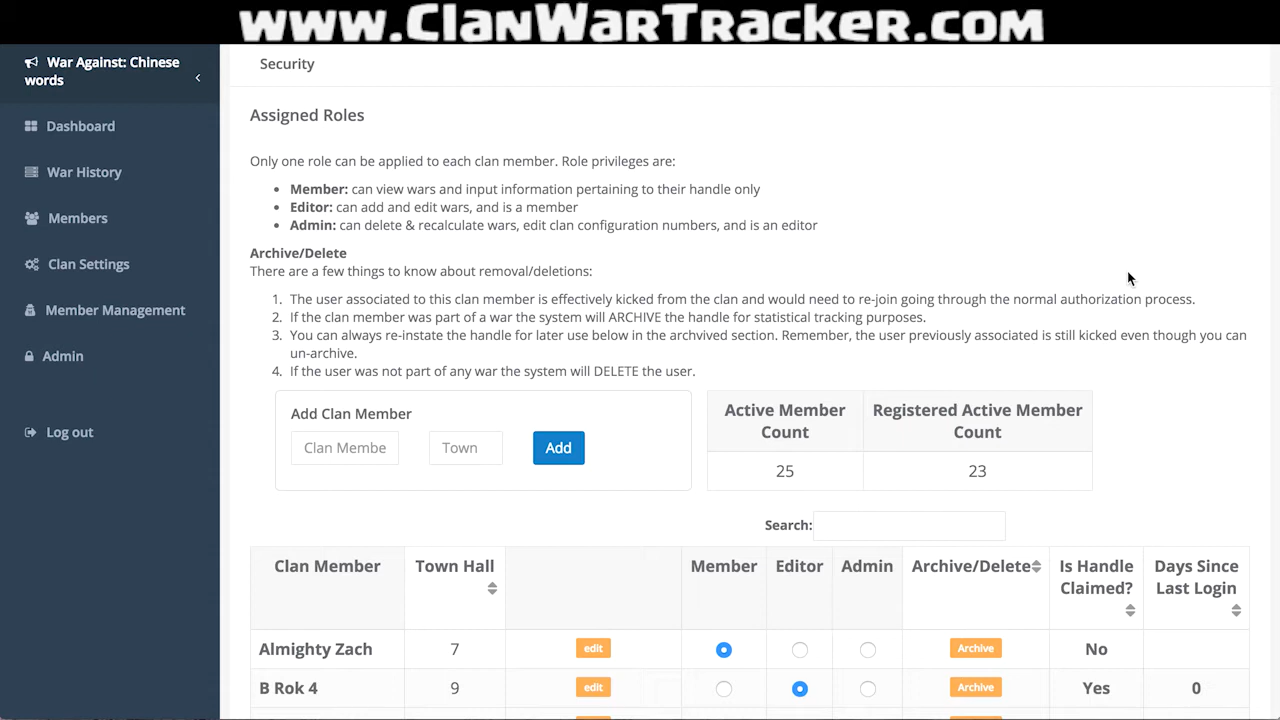 www.ClanWarTracker.com
War Against: Chinese
words
Dashboard
War History
Members
Clan Settings
Member Management
Admin
Log out
Security
Assigned Roles
Only one role can be applied to each clan member. Role privileges are:
Member: can view wars and input information pertaining to their handle only
Editor: can add and edit wars, and is a member
Admin: can delete & recalculate wars, edit clan configuration numbers, and is an editor
Archive/Delete
There are a few things to know about removal/deletions:
1. The user associated to this clan member is effectively kicked from the clan and would need to re-join going through the normal authorization process.
2. If the clan member was part of a war the system will ARCHIVE the handle for statistical tracking purposes.
3. You can always re-instate the handle for later use below in the archvived section. Remember, the user previously associated is still kicked even though you can
un-archive.
4. If the user was not part of any war the system will DELETE the user.
Add Clan Member
Clan Membe Town Add
Active Member Registered Active Member
Count Count
25 23
Search:
Clan Member Town Hall Member Editor Admin Archive/Delete Is Handle Days Since
Claimed? Last Login
Almighty Zach 7 edit Archive No
B Rok 4 9 edit Archive Yes 0